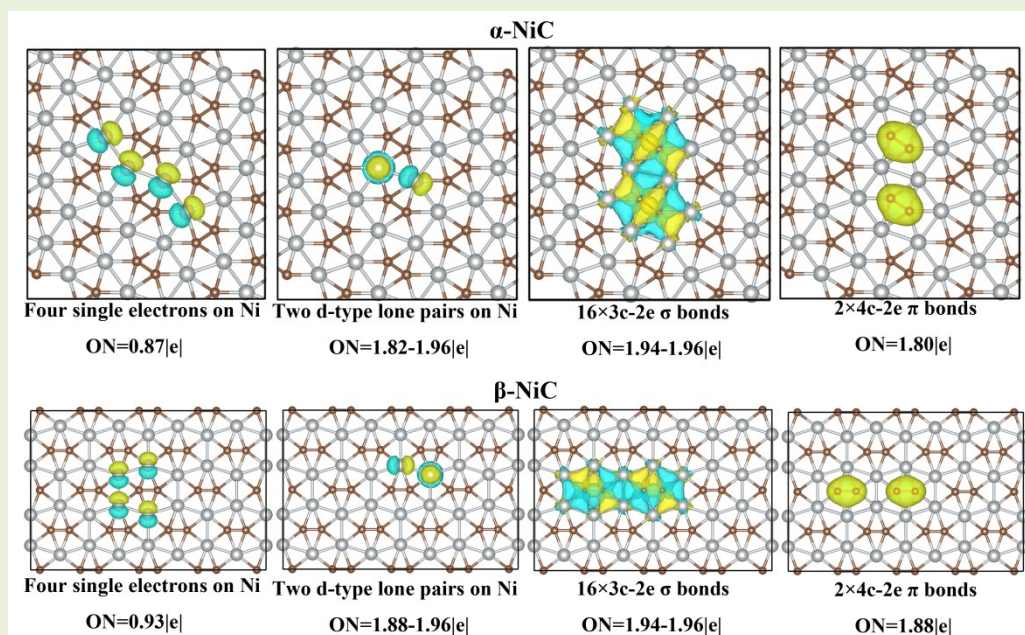 α-NiC
Four single electrons on Ni
Two d-type lone pairs on Ni
16×3c-2e σ bonds
2×4c-2e π bonds
ON=0.87|e|
ON=1.82-1.96|e|
ON=1.94-1.96|e|
ON=1.80|e|
β-NiC
Four single electrons on Ni
Two d-type lone pairs on Ni
16×3c-2e σ bonds
2×4c-2e π bonds
ON=0.93|e|
ON=1.88-1.96|e|
ON=1.94-1.96|e|
ON=1.88|e|